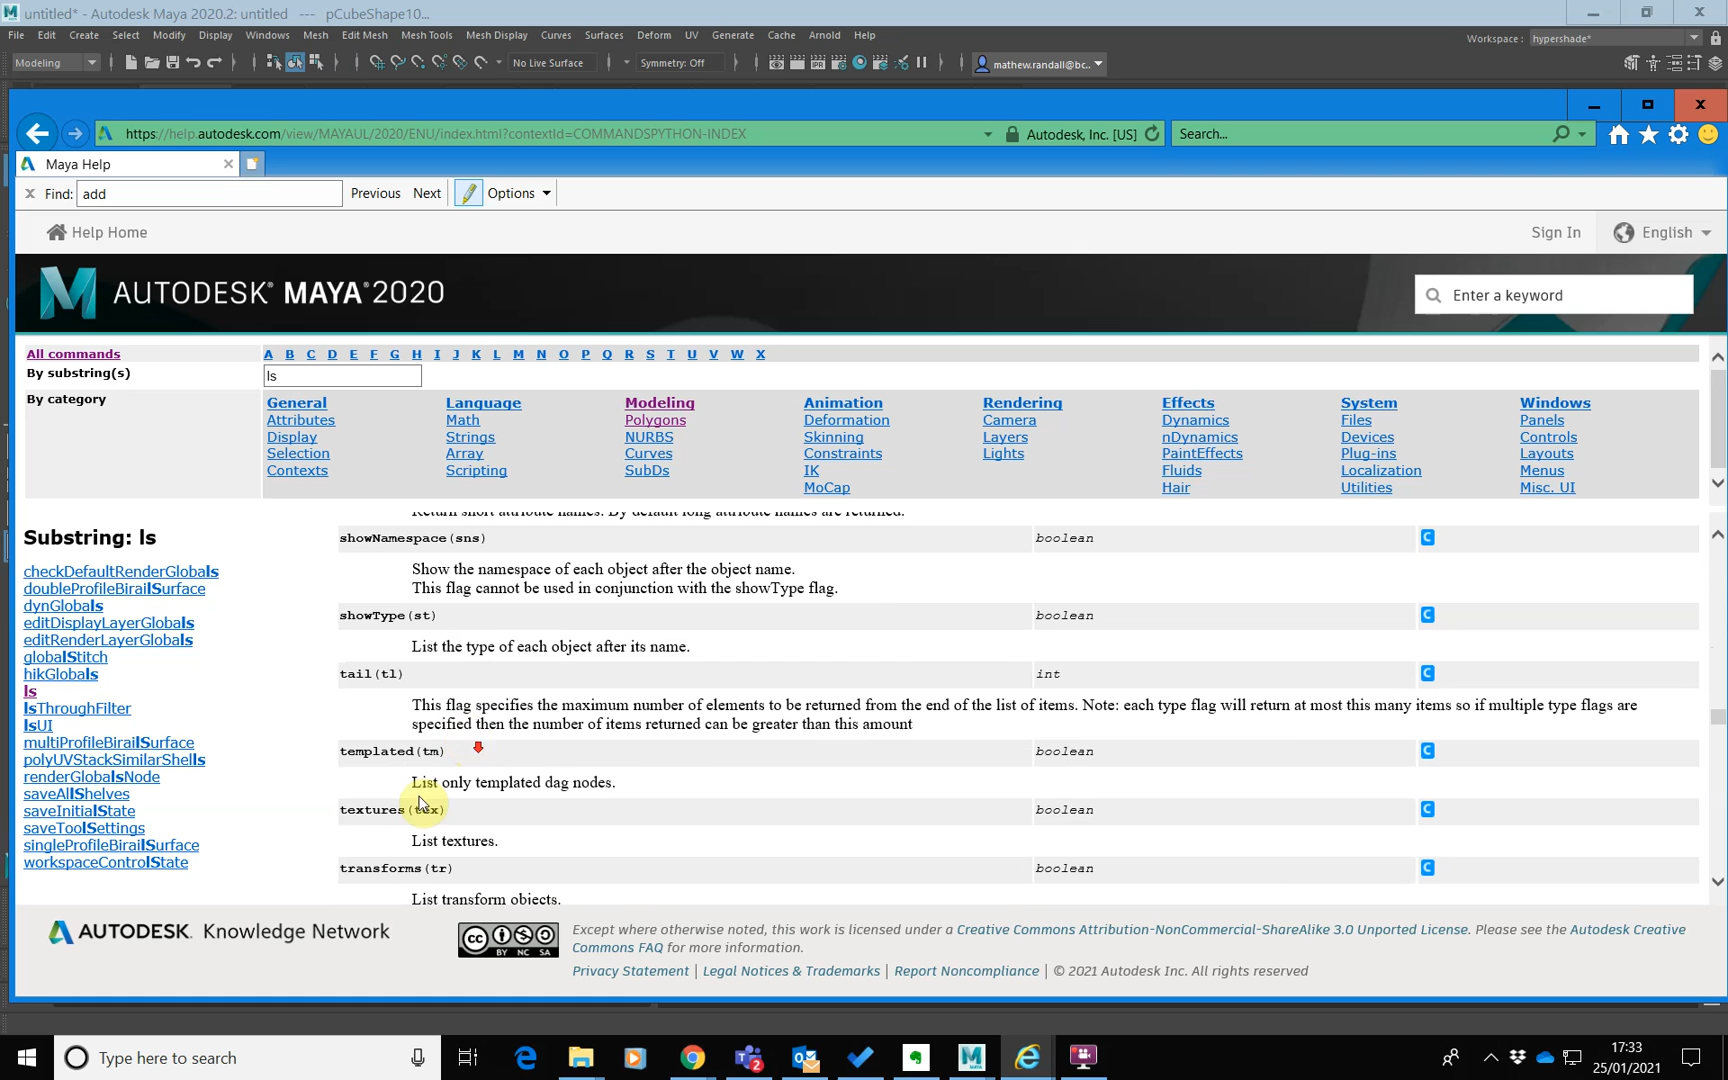 untitled* - Autodesk Maya 2020.2: untitled --- pCubeShape10...
File Edit Create Select Modify Display Windows Mesh Edit Mesh Mesh Tools Mesh Display Curves Surfaces Deform UV Generate Cache Arnold Help
Workspace : hypershade*
Modeling No Live Surface Symmetry: Off mathew.randall@bc...
https://help.autodesk.com/view/MAYAUL/2020/ENU/index.html?contextId=COMMANDSPYTHON-INDEX Autodesk, Inc. [US] Search...
Maya Help
Find: add Previous Next Options
Help Home Sign In English
AUTODESK® MAYA® 2020 Enter a keyword
All commands A B C D E F G H I J K L M N O P Q R S T U V W X
By substring(s) ls
By category General Language Modeling Animation Rendering Effects System Windows
Attributes Math Polygons Deformation Camera Dynamics Files Panels
Display Strings NURBS Skinning Layers nDynamics Devices Controls
Selection Array Curves Constraints Lights PaintEffects Plug-ins Layouts
Contexts Scripting SubDs IK Fluids Localization Menus
MoCap Hair Utilities Misc. UI
Substring: ls
checkDefaultRenderGlobals
doubleProfileBirailSurface
dynGlobals
editDisplayLayerGlobals
editRenderLayerGlobals
globalStitch
hikGlobals
ls
lsThroughFilter
lsUI
multiProfileBirailSurface
polyUVStackSimilarShells
renderGlobalsNode
saveAllShelves
saveInitialState
saveToolSettings
singleProfileBirailSurface
workspaceControlState
Return short attribute names. By default long attribute names are returned.
showNamespace(sns) boolean C
Show the namespace of each object after the object name.
This flag cannot be used in conjunction with the showType flag.
showType(st) boolean C
List the type of each object after its name.
tail(tl) int C
This flag specifies the maximum number of elements to be returned from the end of the list of items. Note: each type flag will return at most this many items so if multiple type flags are
specified then the number of items returned can be greater than this amount
templated(tm) boolean C
List only templated dag nodes.
textures(tex) boolean C
List textures.
transforms(tr) boolean C
List transform objects.
AUTODESK. Knowledge Network
cc BY NC SA
Except where otherwise noted, this work is licensed under a Creative Commons Attribution-NonCommercial-ShareAlike 3.0 Unported License. Please see the Autodesk Creative
Commons FAQ for more information.
Privacy Statement | Legal Notices & Trademarks | Report Noncompliance | © 2021 Autodesk Inc. All rights reserved
Type here to search
17:33
25/01/2021